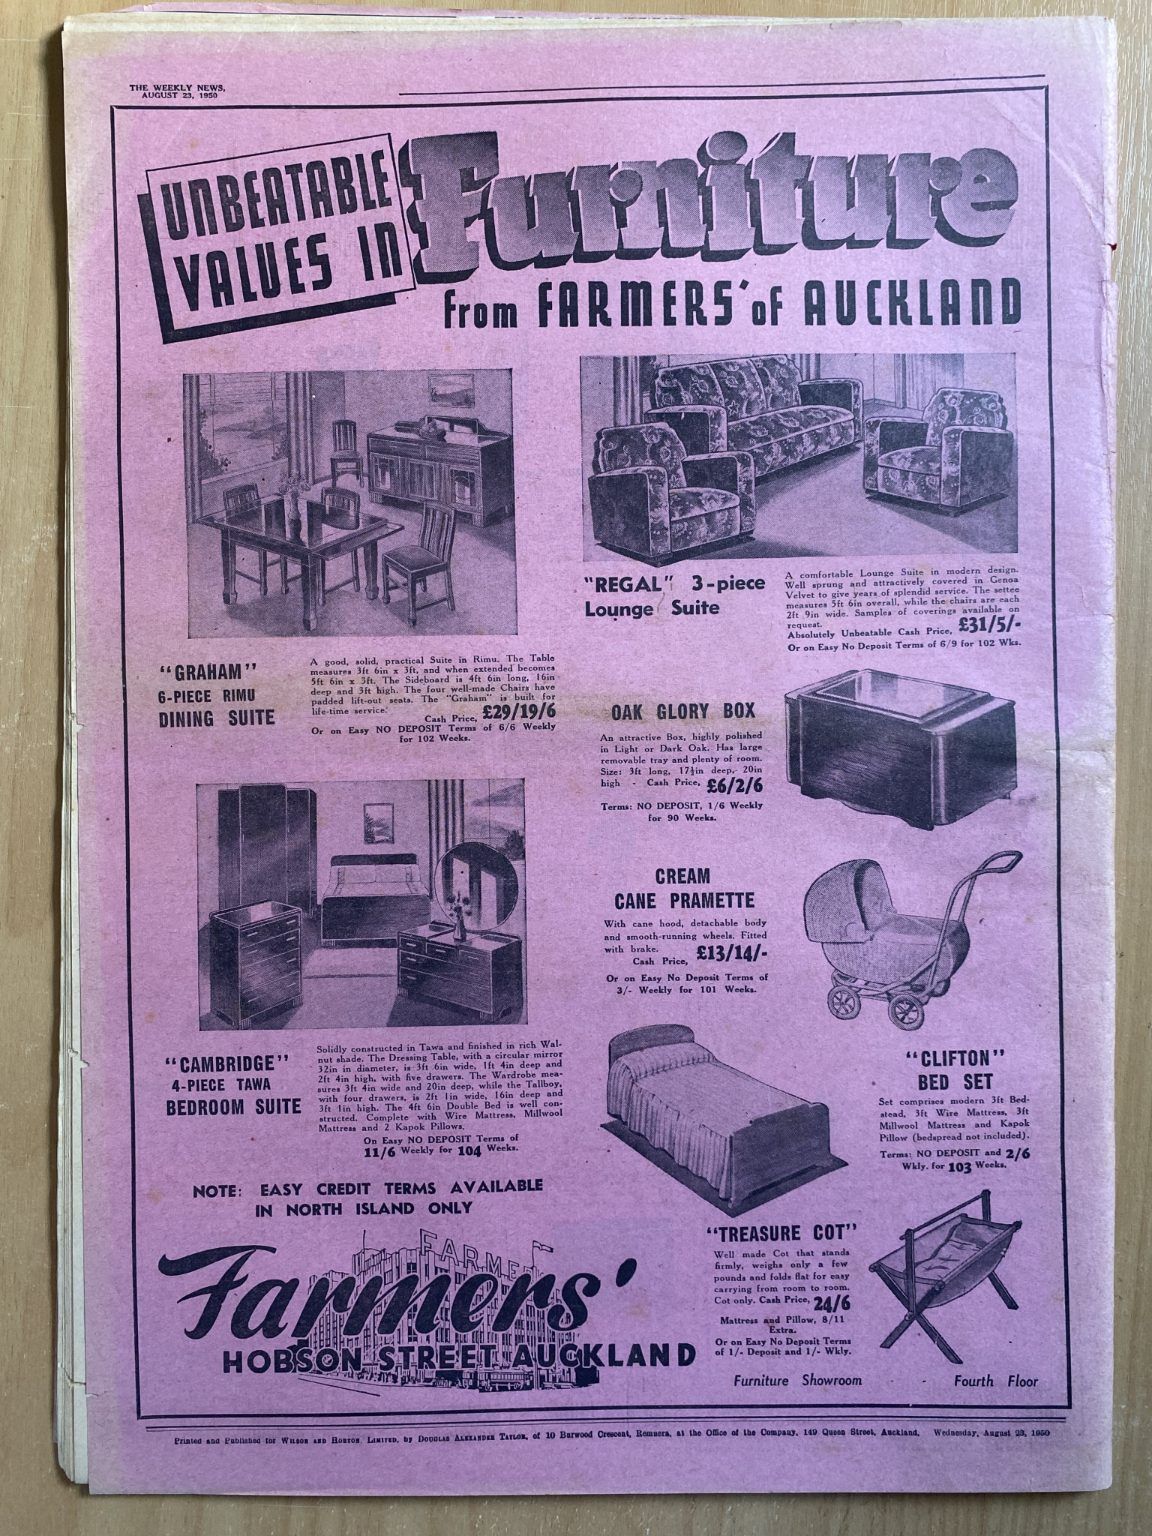 THE WEEKLY NEWS,
AUGUST 23, 1950
UNBEATABLE
VALUES IN
Furniture
from FARMERS' of AUCKLAND
"GRAHAM"
6-PIECE RIMU
DINING SUITE
A good, solid, practical Suite in Rimu. The Table
measures 3ft 6in x 3ft, and when extended becomes
5ft 6in x 3ft. The Sideboard is 4ft 6in long, 16in
deep and 3ft high. The four well-made Chairs have
padded lift-out seats. The "Graham" is built for
life-time service.
Cash Price, £29/19/6
Or on Easy NO DEPOSIT Terms of 6/6 Weekly
for 102 Weeks.
"REGAL" 3-piece
Lounge Suite
A comfortable Lounge Suite in modern design.
Well sprung and attractively covered in Genoa
Velvet to give years of splendid service. The settee
measures 5ft 6in overall, while the chairs are each
2ft 9in wide. Samples of coverings available on
request.
Absolutely Unbeatable Cash Price, £31/5/-
Or on Easy No Deposit Terms of 6/9 for 102 Wks.
OAK GLORY BOX
An attractive Box, highly polished
in Light or Dark Oak. Has large
removable tray and plenty of room.
Size: 3ft long, 17½in deep, 20in
high - Cash Price, £6/2/6
Terms: NO DEPOSIT, 1/6 Weekly
for 90 Weeks.
CREAM
CANE PRAMETTE
With cane hood, detachable body
and smooth-running wheels. Fitted
with brake.
Cash Price, £13/14/-
Or on Easy No Deposit Terms of
3/- Weekly for 101 Weeks.
"CAMBRIDGE"
4-PIECE TAWA
BEDROOM SUITE
Solidly constructed in Tawa and finished in rich Wal-
nut shade. The Dressing Table, with a circular mirror
32in in diameter, is 3ft 6in wide, 1ft 4in deep and
2ft 4in high, with five drawers. The Wardrobe mea-
sures 3ft 4in wide and 20in deep, while the Tallboy,
with four drawers, is 2ft 1in wide, 16in deep and
3ft 1in high. The 4ft 6in Double Bed is well con-
structed. Complete with Wire Mattress, Millwool
Mattress and 2 Kapok Pillows.
On Easy NO DEPOSIT Terms of
11/6 Weekly for 104 Weeks.
"CLIFTON"
BED SET
Set comprises modern 3ft Bed-
stead, 3ft Wire Mattress, 3ft
Millwool Mattress and Kapok
Pillow (bedspread not included).
Terms: NO DEPOSIT and 2/6
Wkly. for 103 Weeks.
NOTE: EASY CREDIT TERMS AVAILABLE
IN NORTH ISLAND ONLY
"TREASURE COT"
Well made Cot that stands
firmly, weighs only a few
pounds and folds flat for easy
carrying from room to room.
Cot only. Cash Price, 24/6
Mattress and Pillow, 8/11
Extra.
Or on Easy No Deposit Terms
of 1/- Deposit and 1/- Wkly.
FARMERS
Farmers'
HOBSON STREET AUCKLAND
Furniture Showroom - - Fourth Floor
Printed and Published for WILSON AND HORTON, LIMITED, by DOUGLAS ALEXANDER TAYLOR, of 10 Burwood Crescent, Remuera, at the Office of the Company, 149 Queen Street, Auckland. Wednesday, August 23, 1950